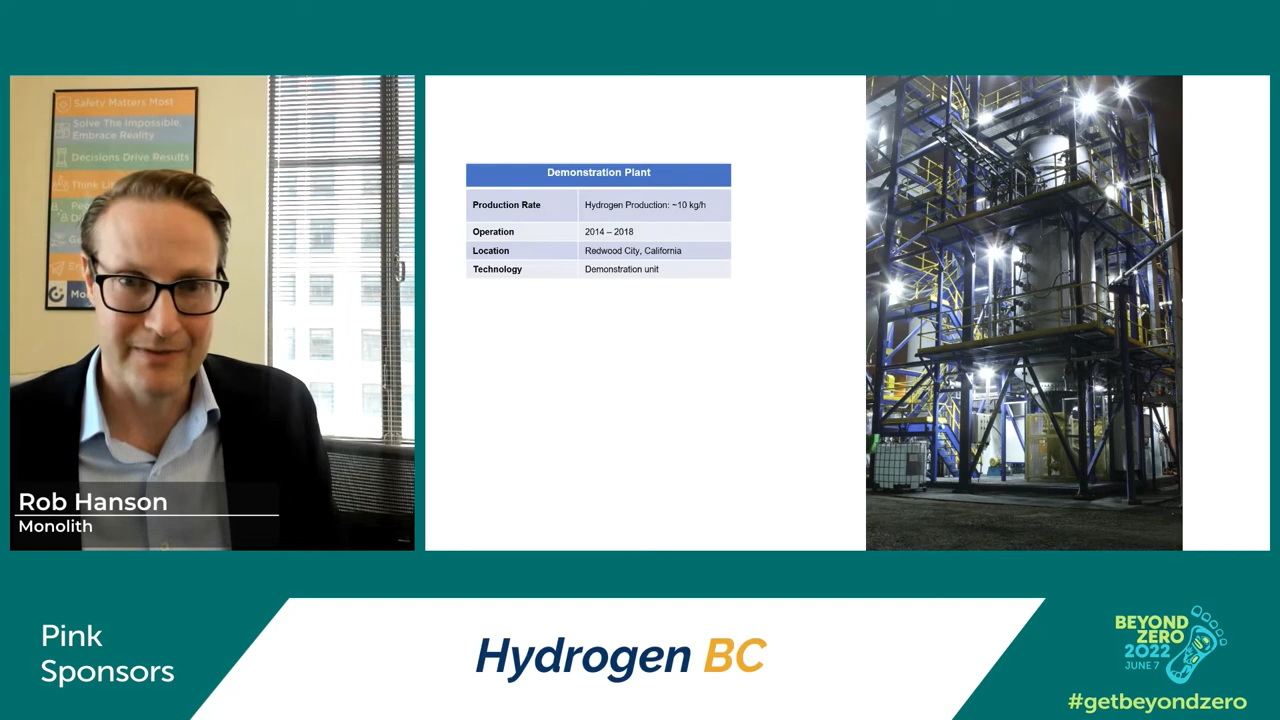 Safety Matters Most
Solve The Impossible,
Embrace Reality
Decisions Drive Results
Think
Rob Hanson
Monolith
Demonstration Plant
Production Rate
Hydrogen Production: ~10 kg/h
Operation
2014 – 2018
Location
Redwood City, California
Technology
Demonstration unit
Pink
Sponsors
Hydrogen BC
BEYOND
ZERO
2022
JUNE 7
#getbeyondzero